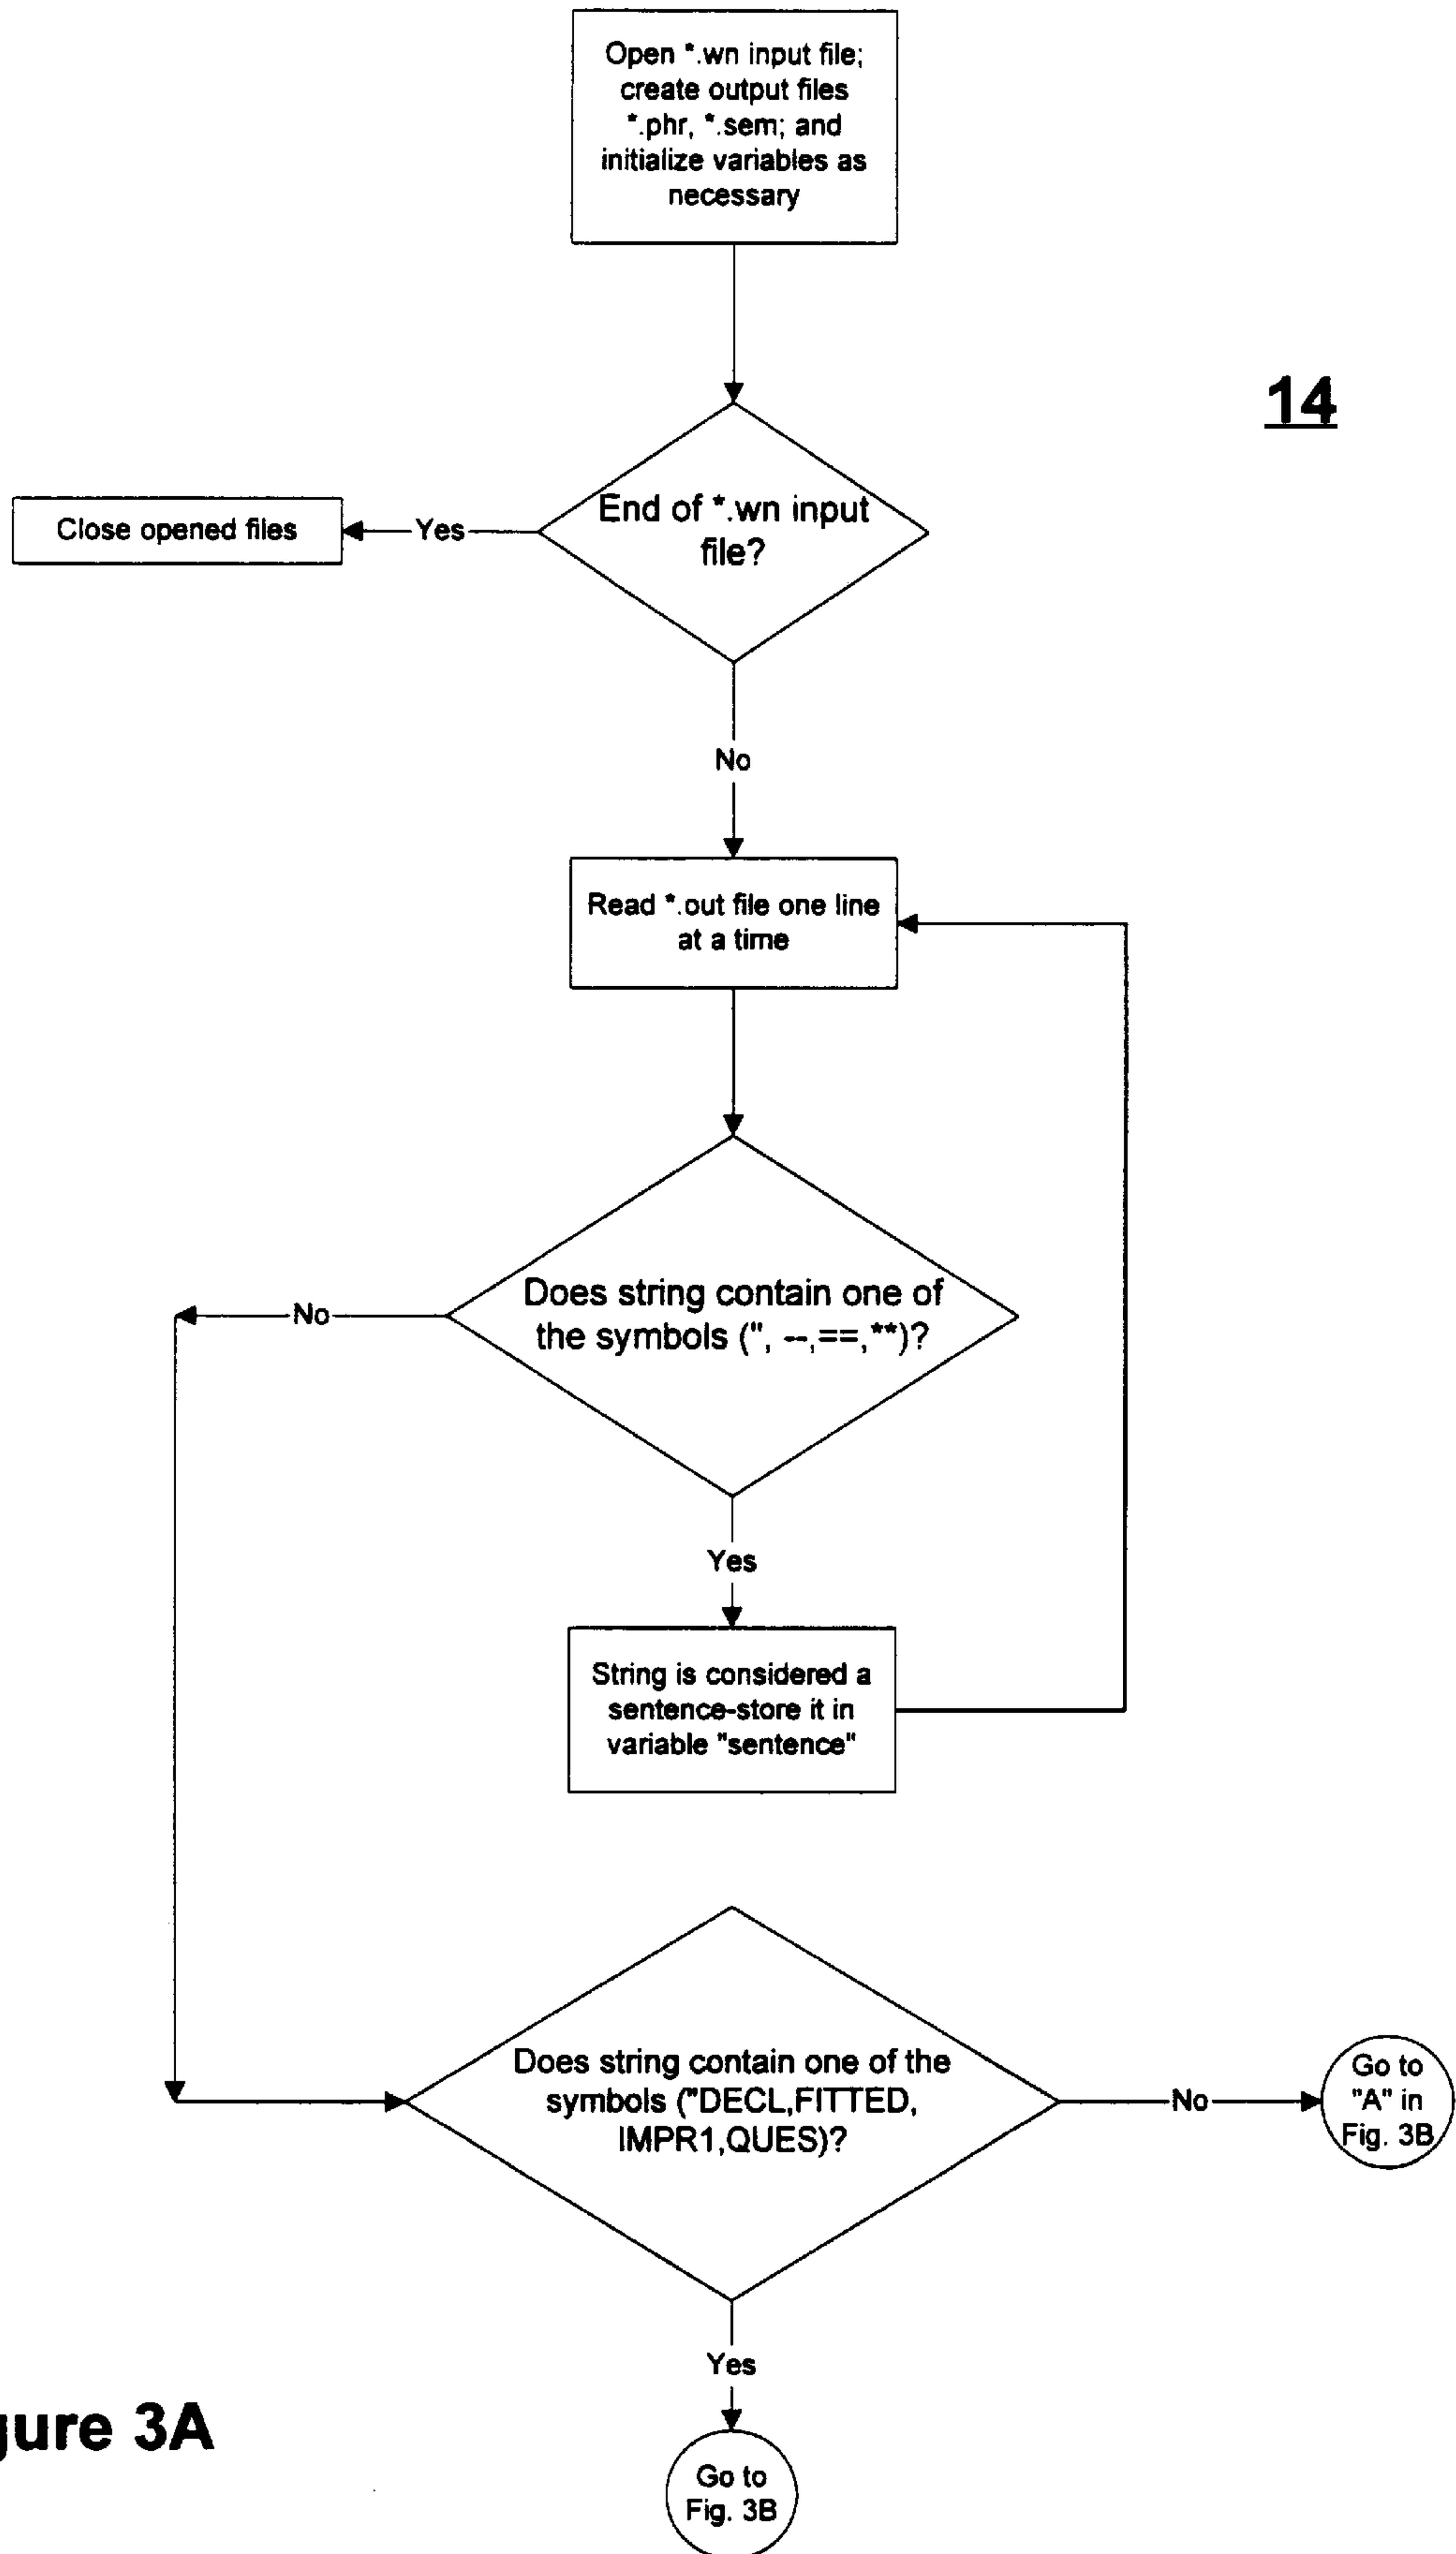 Open *.wn input file;
create output files
*.phr, *.sem; and
initialize variables as
necessary
14
End of *.wn input
file?
Yes
Close opened files
No
Read *.out file one line
at a time
Does string contain one of
the symbols (", --,==,**)?
No
Yes
String is considered a
sentence-store it in
variable "sentence"
Does string contain one of the
symbols ("DECL,FITTED,
IMPR1,QUES)?
No
Go to
"A" in
Fig. 3B
Yes
Go to
Fig. 3B
gure 3A